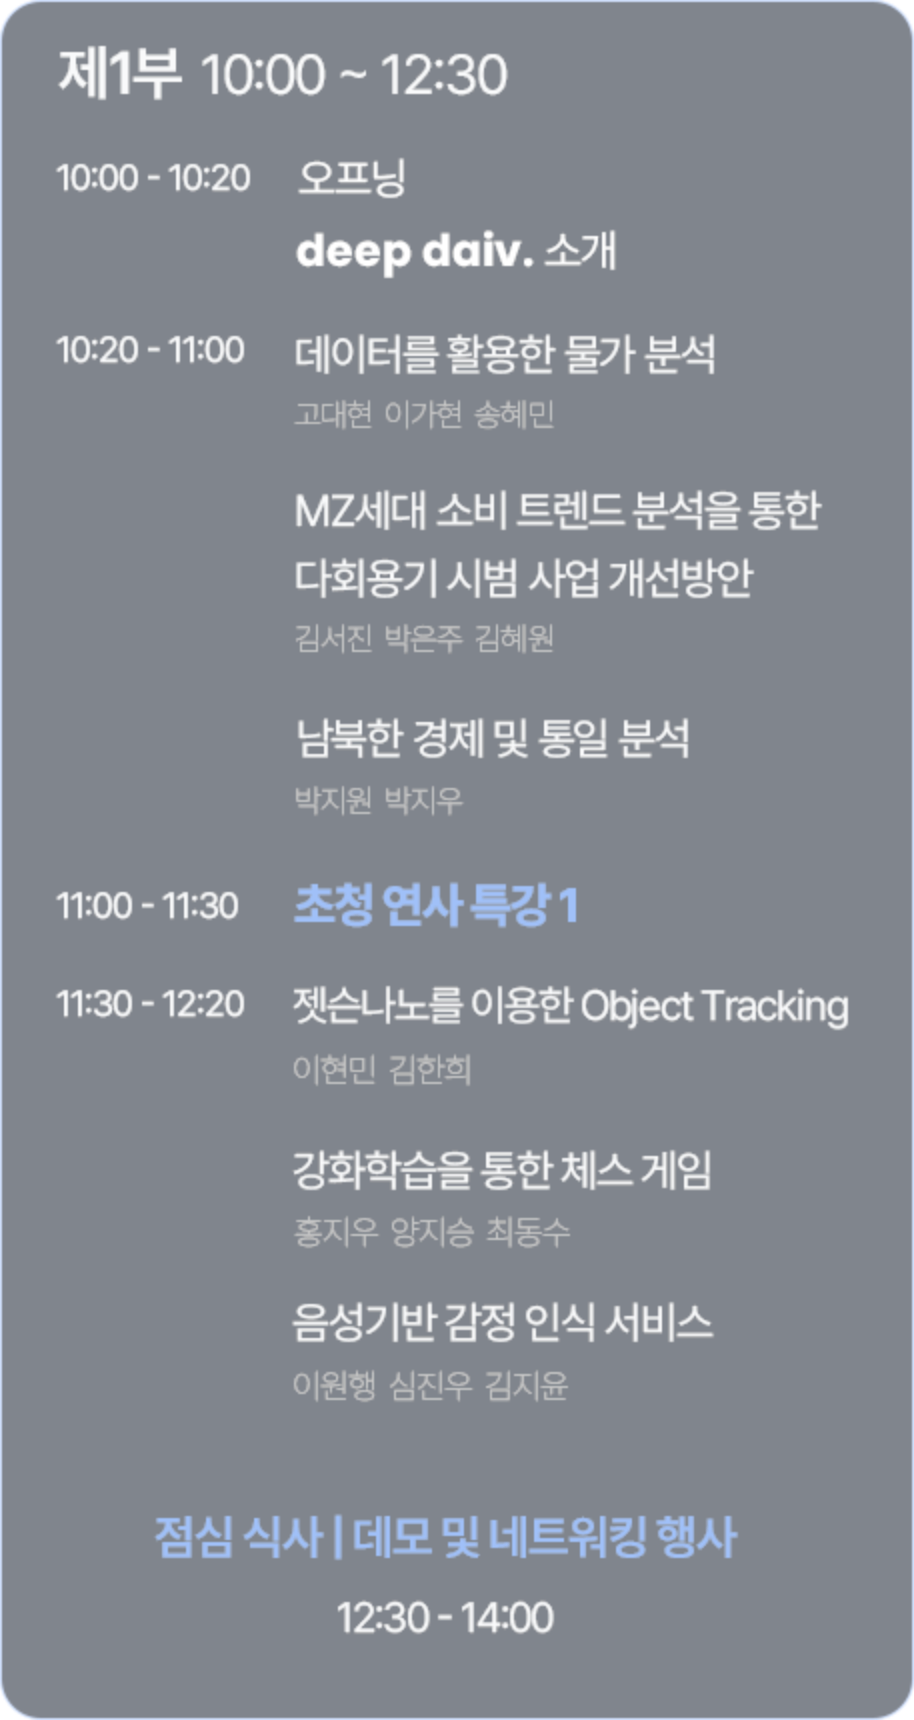 제1부 10:00 ~ 12:30
10:00 - 10:20 오프닝
deep daiv. 소개
10:20 - 11:00 데이터를 활용한 물가 분석
고대현 이가현 송혜민
MZ세대 소비 트렌드 분석을 통한
다회용기 시범 사업 개선방안
김서진 박은주 김혜원
남북한 경제 및 통일 분석
박지원 박지우
11:00 - 11:30 초청 연사 특강 1
11:30 - 12:20 젯슨나노를 이용한 Object Tracking
이현민 김한희
강화학습을 통한 체스 게임
홍지우 양지승 최동수
음성기반 감정 인식 서비스
이원행 심진우 김지윤
점심 식사 | 데모 및 네트워킹 행사
12:30 - 14:00